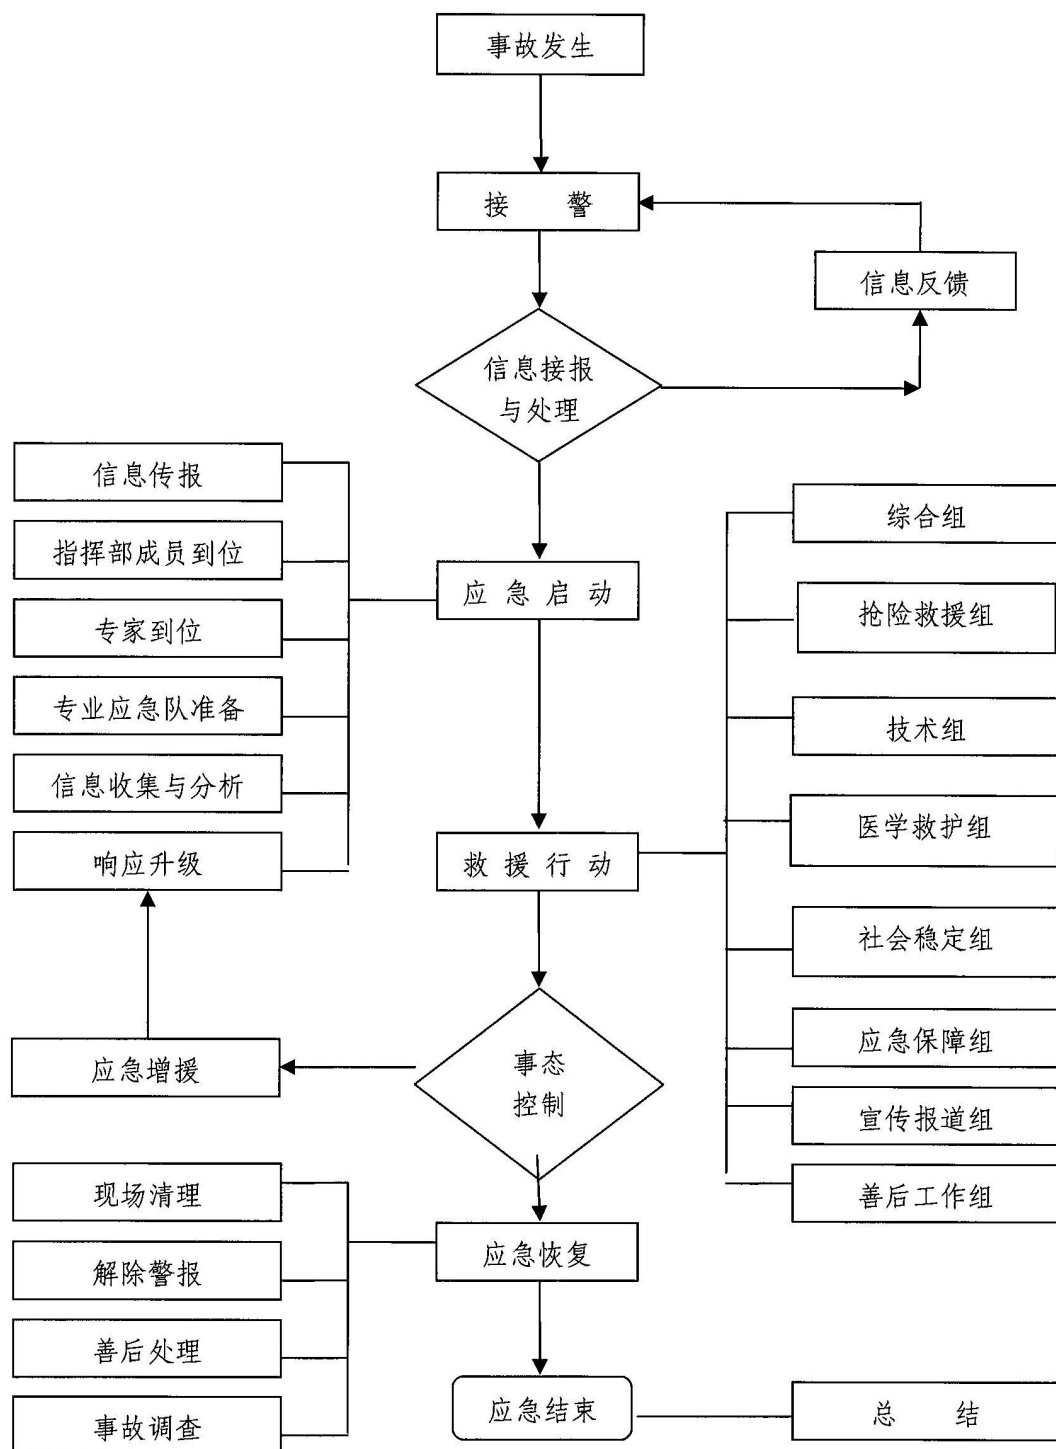 事故发生
接 警
信息反馈
信息接报
与处理
信息传报
指挥部成员到位
专家到位
专业应急队准备
信息收集与分析
响应升级
应急启动
综合组
抢险救援组
技术组
医学救护组
社会稳定组
应急保障组
宣传报道组
善后工作组
救援行动
事态
控制
应急增援
现场清理
解除警报
善后处理
事故调查
应急恢复
应急结束
总 结